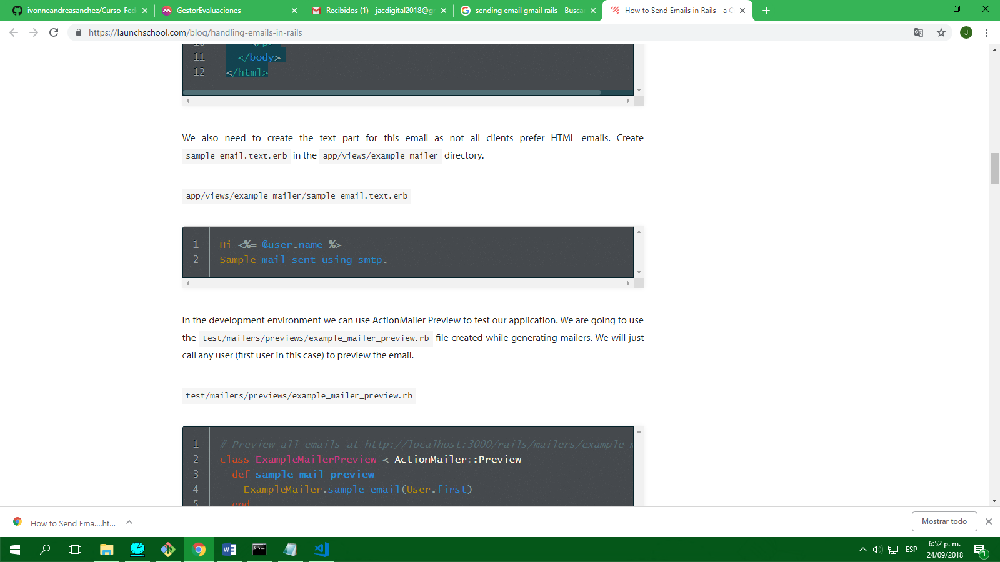 ivonneandreasanchez/Curso_Fed
GestorEvaluaciones
Recibidos (1) - jacdigital2018@g
sending email gmail rails - Busca
How to Send Emails in Rails - a C
https://launchschool.com/blog/handling-emails-in-rails
J
11 </body>
12 </html>
We also need to create the text part for this email as not all clients prefer HTML emails. Create
sample_email.text.erb in the app/views/example_mailer directory.
app/views/example_mailer/sample_email.text.erb
1 Hi <%= @user.name %>
2 Sample mail sent using smtp.
In the development environment we can use ActionMailer Preview to test our application. We are going to use
the test/mailers/previews/example_mailer_preview.rb file created while generating mailers. We will just
call any user (first user in this case) to preview the email.
test/mailers/previews/example_mailer_preview.rb
1 # Preview all emails at http://localhost:3000/rails/mailers/example_m
2 class ExampleMailerPreview < ActionMailer::Preview
3 def sample_mail_preview
4 ExampleMailer.sample_email(User.first)
5 end
How to Send Ema....ht...
Mostrar todo
ESP
6:52 p. m.
24/09/2018
1